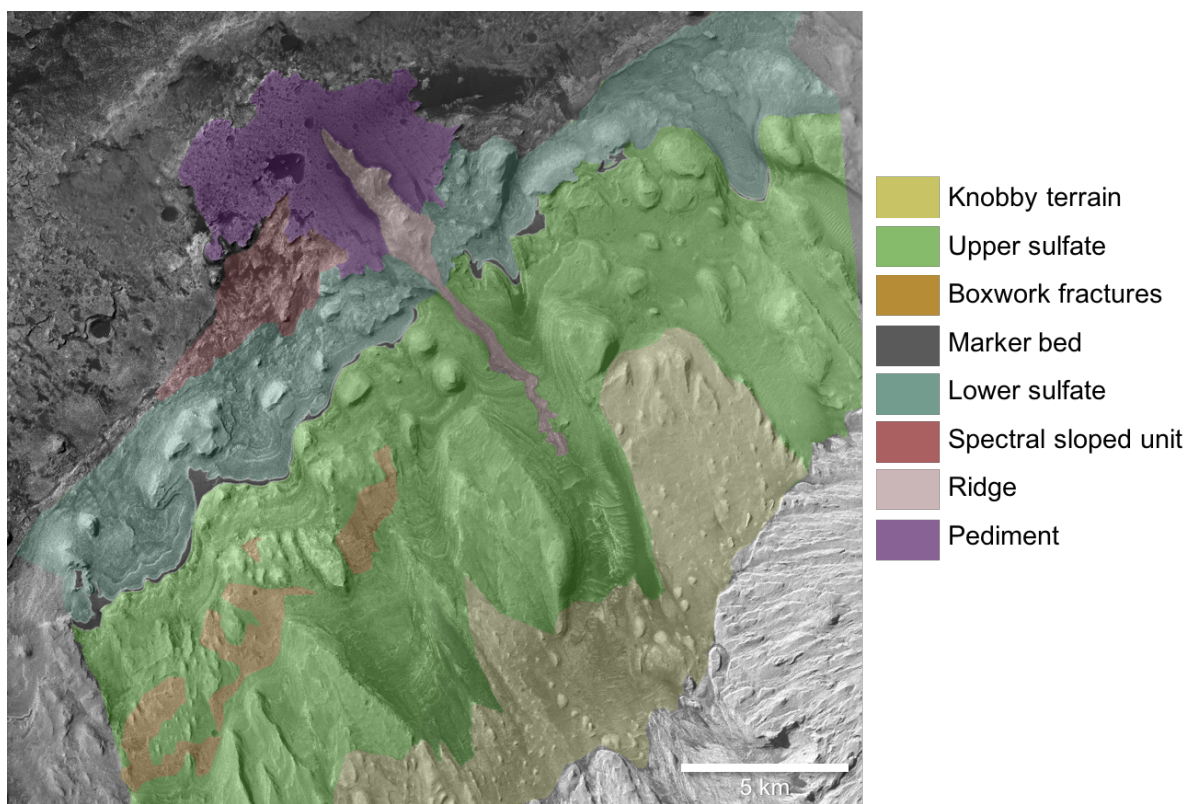 Knobby terrain
Upper sulfate
Boxwork fractures
Marker bed
Lower sulfate
Spectral sloped unit
Ridge
Pediment
5 km